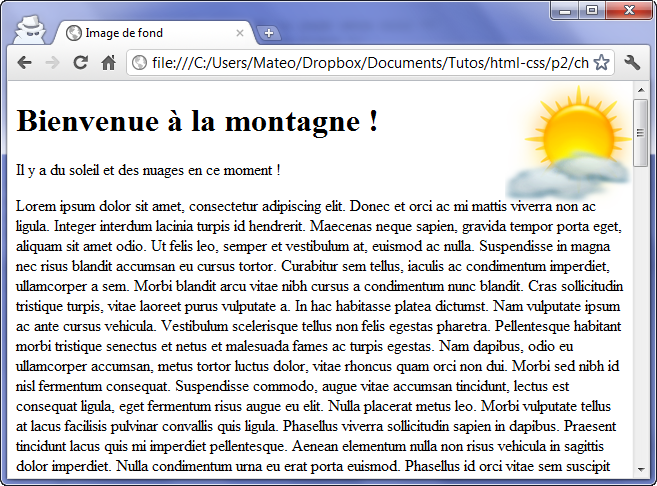 Image de fond
file:///C:/Users/Mateo/Dropbox/Documents/Tutos/html-css/p2/ch
Bienvenue à la montagne !
Il y a du soleil et des nuages en ce moment !
Lorem ipsum dolor sit amet, consectetur adipiscing elit. Donec et orci ac mi mattis viverra non ac
ligula. Integer interdum lacinia turpis id hendrerit. Maecenas neque sapien, gravida tempor porta eget,
aliquam sit amet odio. Ut felis leo, semper et vestibulum at, euismod ac nulla. Suspendisse in magna
nec risus blandit accumsan eu cursus tortor. Curabitur sem tellus, iaculis ac condimentum imperdiet,
ullamcorper a sem. Morbi blandit arcu vitae nibh cursus a condimentum nunc blandit. Cras sollicitudin
tristique turpis, vitae laoreet purus vulputate a. In hac habitasse platea dictumst. Nam vulputate ipsum
ac ante cursus vehicula. Vestibulum scelerisque tellus non felis egestas pharetra. Pellentesque habitant
morbi tristique senectus et netus et malesuada fames ac turpis egestas. Nam dapibus, odio eu
ullamcorper accumsan, metus tortor luctus dolor, vitae rhoncus quam orci non dui. Morbi sed nibh id
nisl fermentum consequat. Suspendisse commodo, augue vitae accumsan tincidunt, lectus est
consequat ligula, eget fermentum risus augue eu elit. Nulla placerat metus leo. Morbi vulputate tellus
at lacus facilisis pulvinar convallis quis ligula. Phasellus viverra sollicitudin sapien in dapibus. Praesent
tincidunt lacus quis mi imperdiet pellentesque. Aenean elementum nulla non risus vehicula in sagittis
dolor imperdiet. Nulla condimentum urna eu erat porta euismod. Phasellus id orci vitae sem suscipit